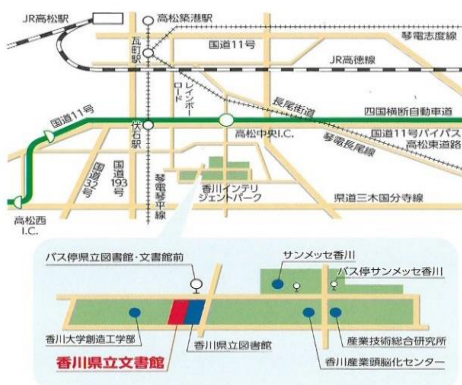 JR高松駅
高松築港駅
瓦町駅
国道11号
琴電志度線
JR高徳線
レインボー
ロード
長尾街道
国道11号
四国横断自動車道
伏石駅
高松中央I.C.
国道11号バイパス
高松東道路
琴電長尾線
国道32号
国道193号
琴電琴平線
香川インテリ
ジェントパーク
県道三木国分寺線
高松西
I.C.
バス停県立図書館・文書館前
サンメッセ香川
バス停サンメッセ香川
香川大学創造工学部
香川県立図書館
産業技術総合研究所
香川県立文書館
香川産業頭脳化センター